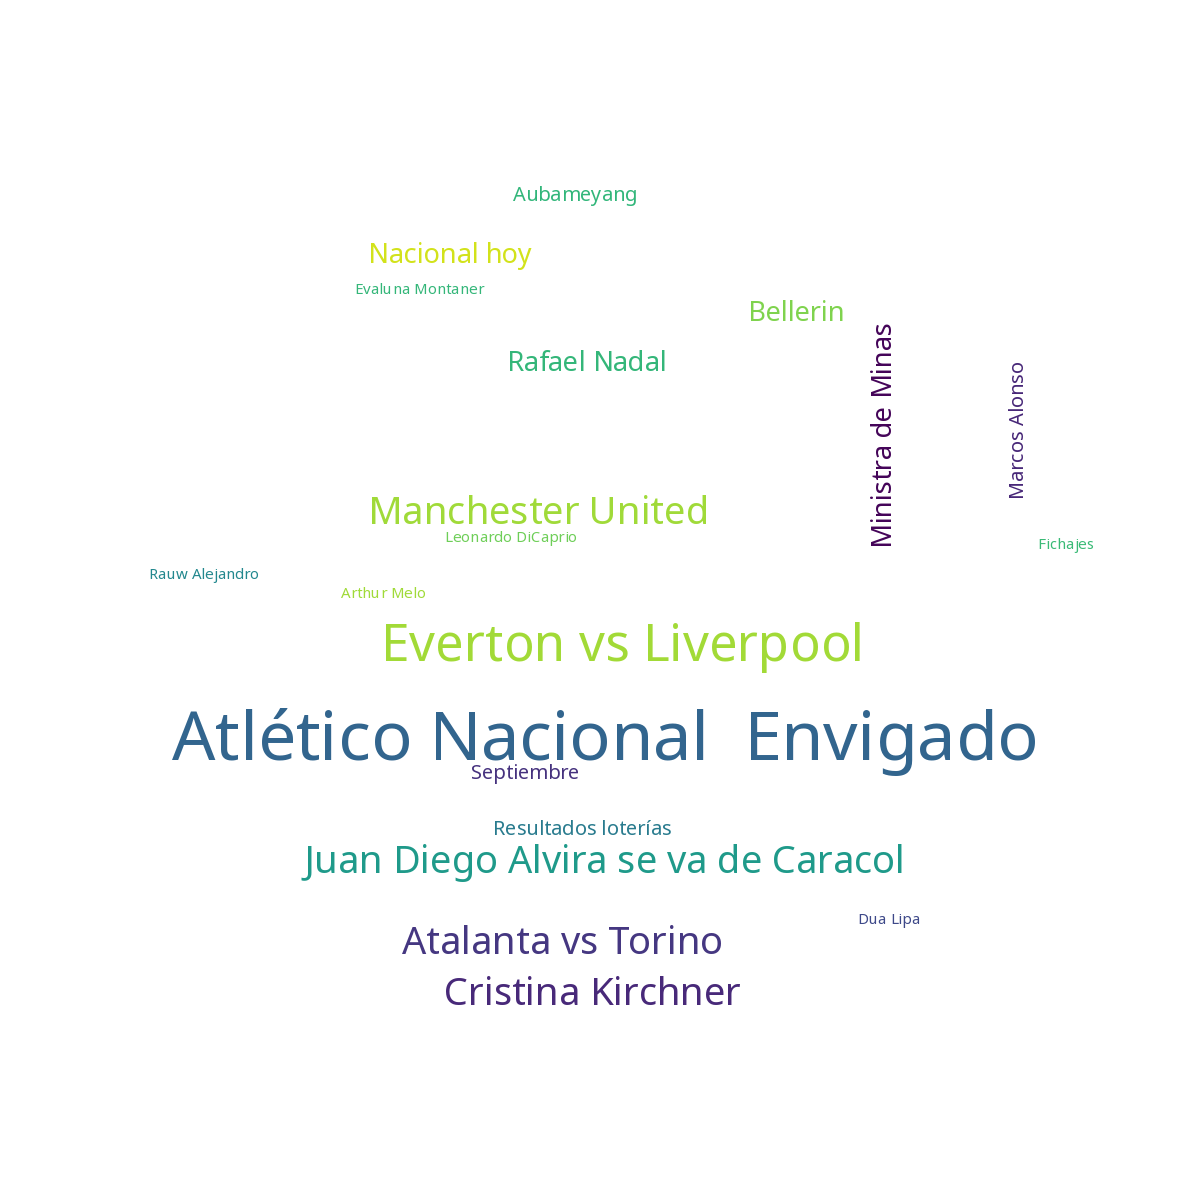 Aubameyang
Nacional hoy
Evaluna Montaner
Bellerin
Rafael Nadal
Ministra de Minas
Marcos Alonso
Manchester United
Leonardo DiCaprio
Fichajes
Rauw Alejandro
Arthur Melo
Everton vs Liverpool
Atlético Nacional  Envigado
Septiembre
Resultados loterías
Juan Diego Alvira se va de Caracol
Dua Lipa
Atalanta vs Torino
Cristina Kirchner